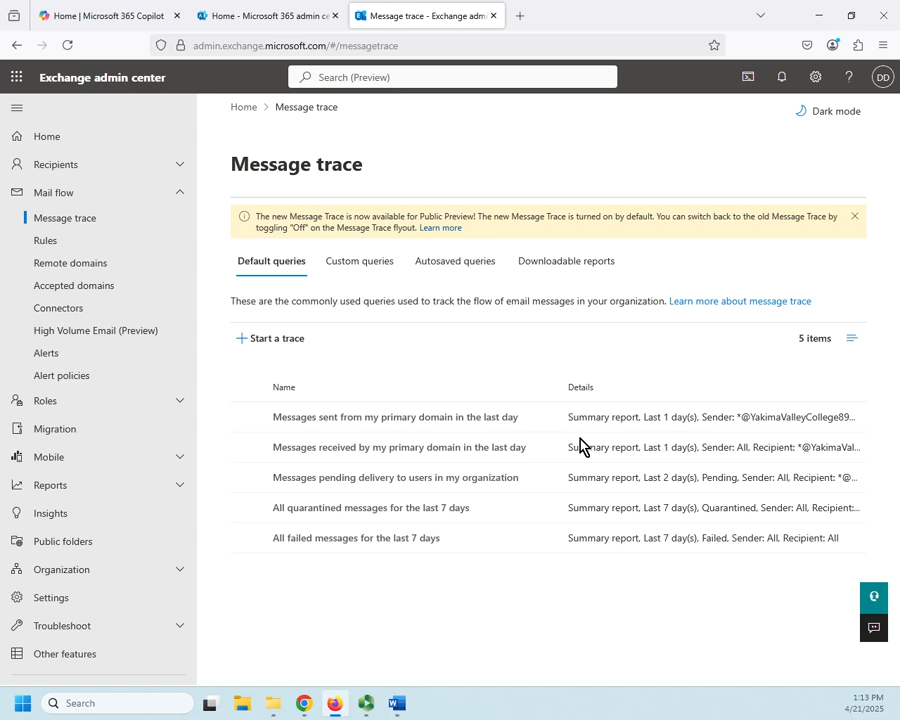 Home | Microsoft 365 Copilot
Home - Microsoft 365 admin ce
Message trace - Exchange admin
admin.exchange.microsoft.com/#/messagetrace
Exchange admin center
Search (Preview)
DD
Home
Recipients
Mail flow
Message trace
Rules
Remote domains
Accepted domains
Connectors
High Volume Email (Preview)
Alerts
Alert policies
Roles
Migration
Mobile
Reports
Insights
Public folders
Organization
Settings
Troubleshoot
Other features
Home > Message trace
Dark mode
Message trace
The new Message Trace is now available for Public Preview! The new Message Trace is turned on by default. You can switch back to the old Message Trace by
toggling "Off" on the Message Trace flyout. Learn more
Default queries Custom queries Autosaved queries Downloadable reports
These are the commonly used queries used to track the flow of email messages in your organization. Learn more about message trace
Start a trace 5 items
Name Details
Messages sent from my primary domain in the last day Summary report, Last 1 day(s), Sender: *@YakimaValleyCollege89...
Messages received by my primary domain in the last day Summary report, Last 1 day(s), Sender: All, Recipient: *@YakimaVal...
Messages pending delivery to users in my organization Summary report, Last 2 day(s), Pending, Sender: All, Recipient: *@...
All quarantined messages for the last 7 days Summary report, Last 7 day(s), Quarantined, Sender: All, Recipient:...
All failed messages for the last 7 days Summary report, Last 7 day(s), Failed, Sender: All, Recipient: All
Search
1:13 PM
4/21/2025